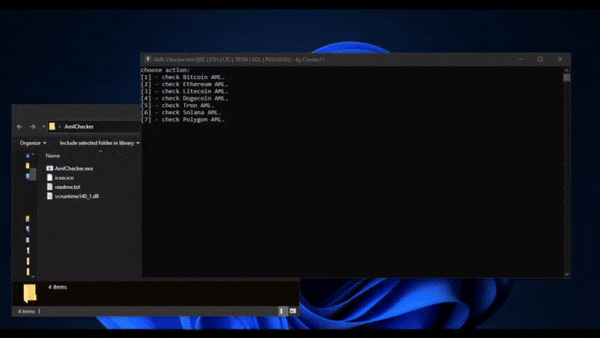 AML Checker tool [BTC | ETH | LTC | TRON | SOL | POLYGON] - By
choose action:
[1] - check Bitcoin AML.
[2] - check Ethereum AML.
[3] - check Litecoin AML.
[4] - check Dogecoin AML.
[5] - check Tron AML.
[6] - check Solana AML.
[7] - check Polygon AML.
AmlChecker
Organize
Include selected folder in library
Name
AmlChecker.exe
icon.ico
readme.txt
vcruntime140_1.dll
4 items
4 items